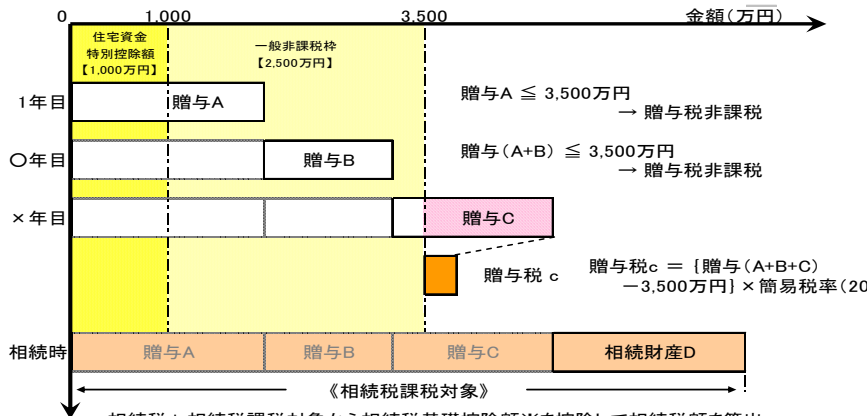 0
1,000
3,500
金額(万円)
住宅資金
特別控除額
【1,000万円】
一般非課税枠
【2,500万円】
1年目
贈与A
贈与A ≦ 3,500万円
→ 贈与税非課税
〇年目
贈与B
贈与(A+B) ≦ 3,500万円
→ 贈与税非課税
×年目
贈与C
贈与税 c
贈与税c = {贈与(A+B+C)
－3,500万円} × 簡易税率(20
相続時
贈与A
贈与B
贈与C
相続財産D
《相続税課税対象》